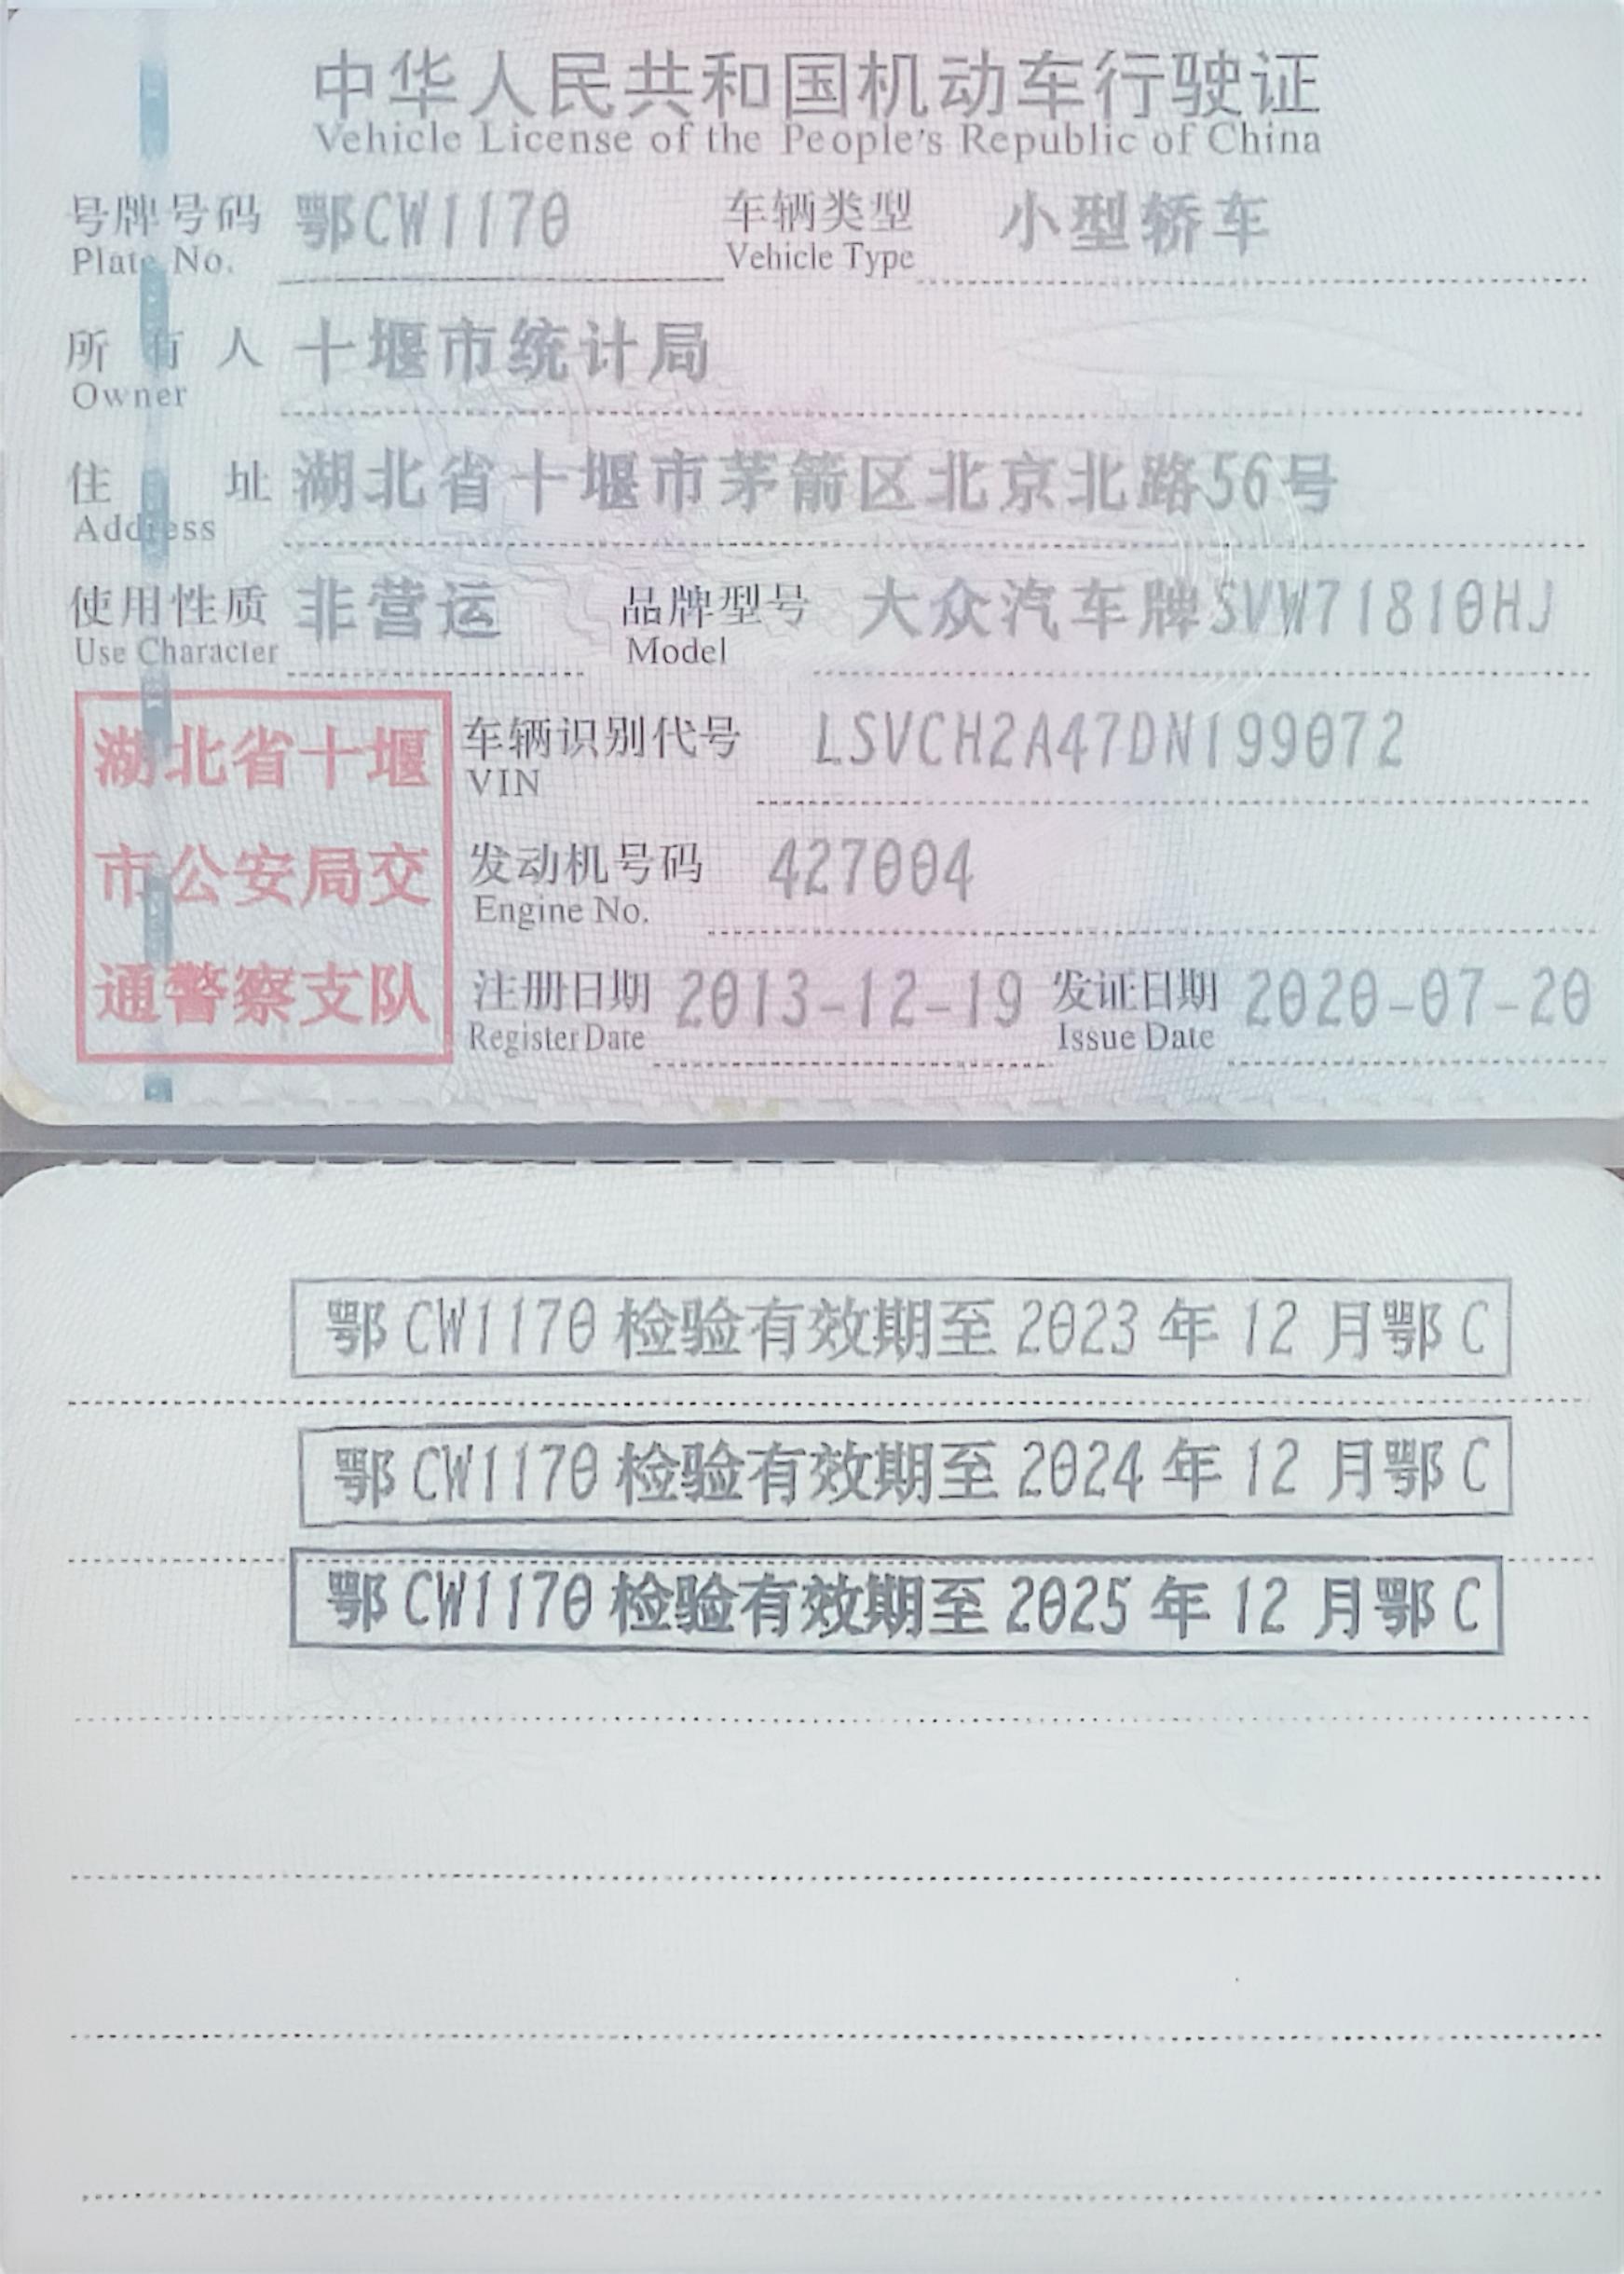 中华人民共和国机动车行驶证
Vehicle License of the People's Republic of China
号牌号码 鄂CW1170 车辆类型 小型轿车
Plate No. Vehicle Type
所有人 十堰市统计局
Owner
住址 湖北省十堰市茅箭区北京北路56号
Address
使用性质 非营运 品牌型号 大众汽车牌SVW71810HJ
Use Character Model
湖北省十堰
市公安局交
通警察支队
车辆识别代号 LSVCH2A47DN199072
VIN
发动机号码 427004
Engine No.
注册日期 2013-12-19 发证日期 2020-07-20
Register Date Issue Date
鄂CW1170检验有效期至2023年12月鄂C
鄂CW1170检验有效期至2024年12月鄂C
鄂CW1170检验有效期至2025年12月鄂C